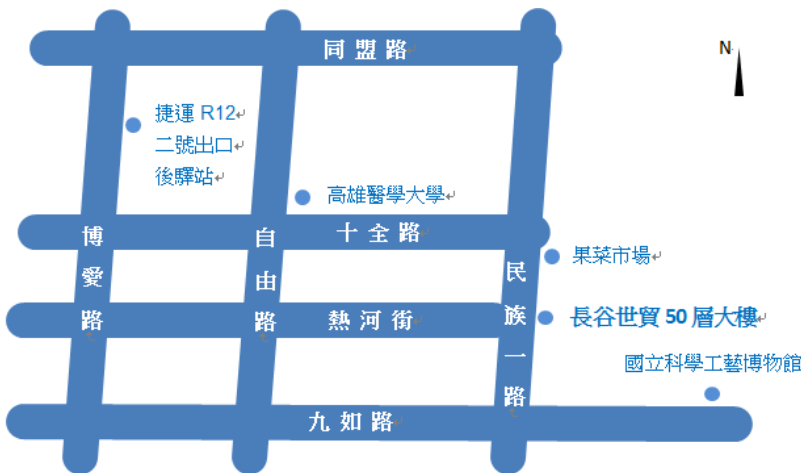 同盟路
N
捷運 R12
二號出口
後驛站
高雄醫學大學
博愛路
自由路
十全路
民族一路
果菜市場
熱河街
長谷世貿 50 層大樓
國立科學工藝博物館
九如路